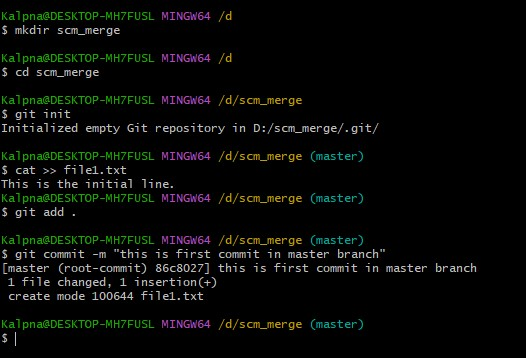 Kalpna@DESKTOP-MH7FUSL MINGW64 /d
$ mkdir scm_merge
Kalpna@DESKTOP-MH7FUSL MINGW64 /d
$ cd scm_merge
Kalpna@DESKTOP-MH7FUSL MINGW64 /d/scm_merge
$ git init
Initialized empty Git repository in D:/scm_merge/.git/
Kalpna@DESKTOP-MH7FUSL MINGW64 /d/scm_merge (master)
$ cat >> file1.txt
This is the initial line.
Kalpna@DESKTOP-MH7FUSL MINGW64 /d/scm_merge (master)
$ git add .
Kalpna@DESKTOP-MH7FUSL MINGW64 /d/scm_merge (master)
$ git commit -m "this is first commit in master branch"
[master (root-commit) 86c8027] this is first commit in master branch
1 file changed, 1 insertion(+)
create mode 100644 file1.txt
Kalpna@DESKTOP-MH7FUSL MINGW64 /d/scm_merge (master)
$